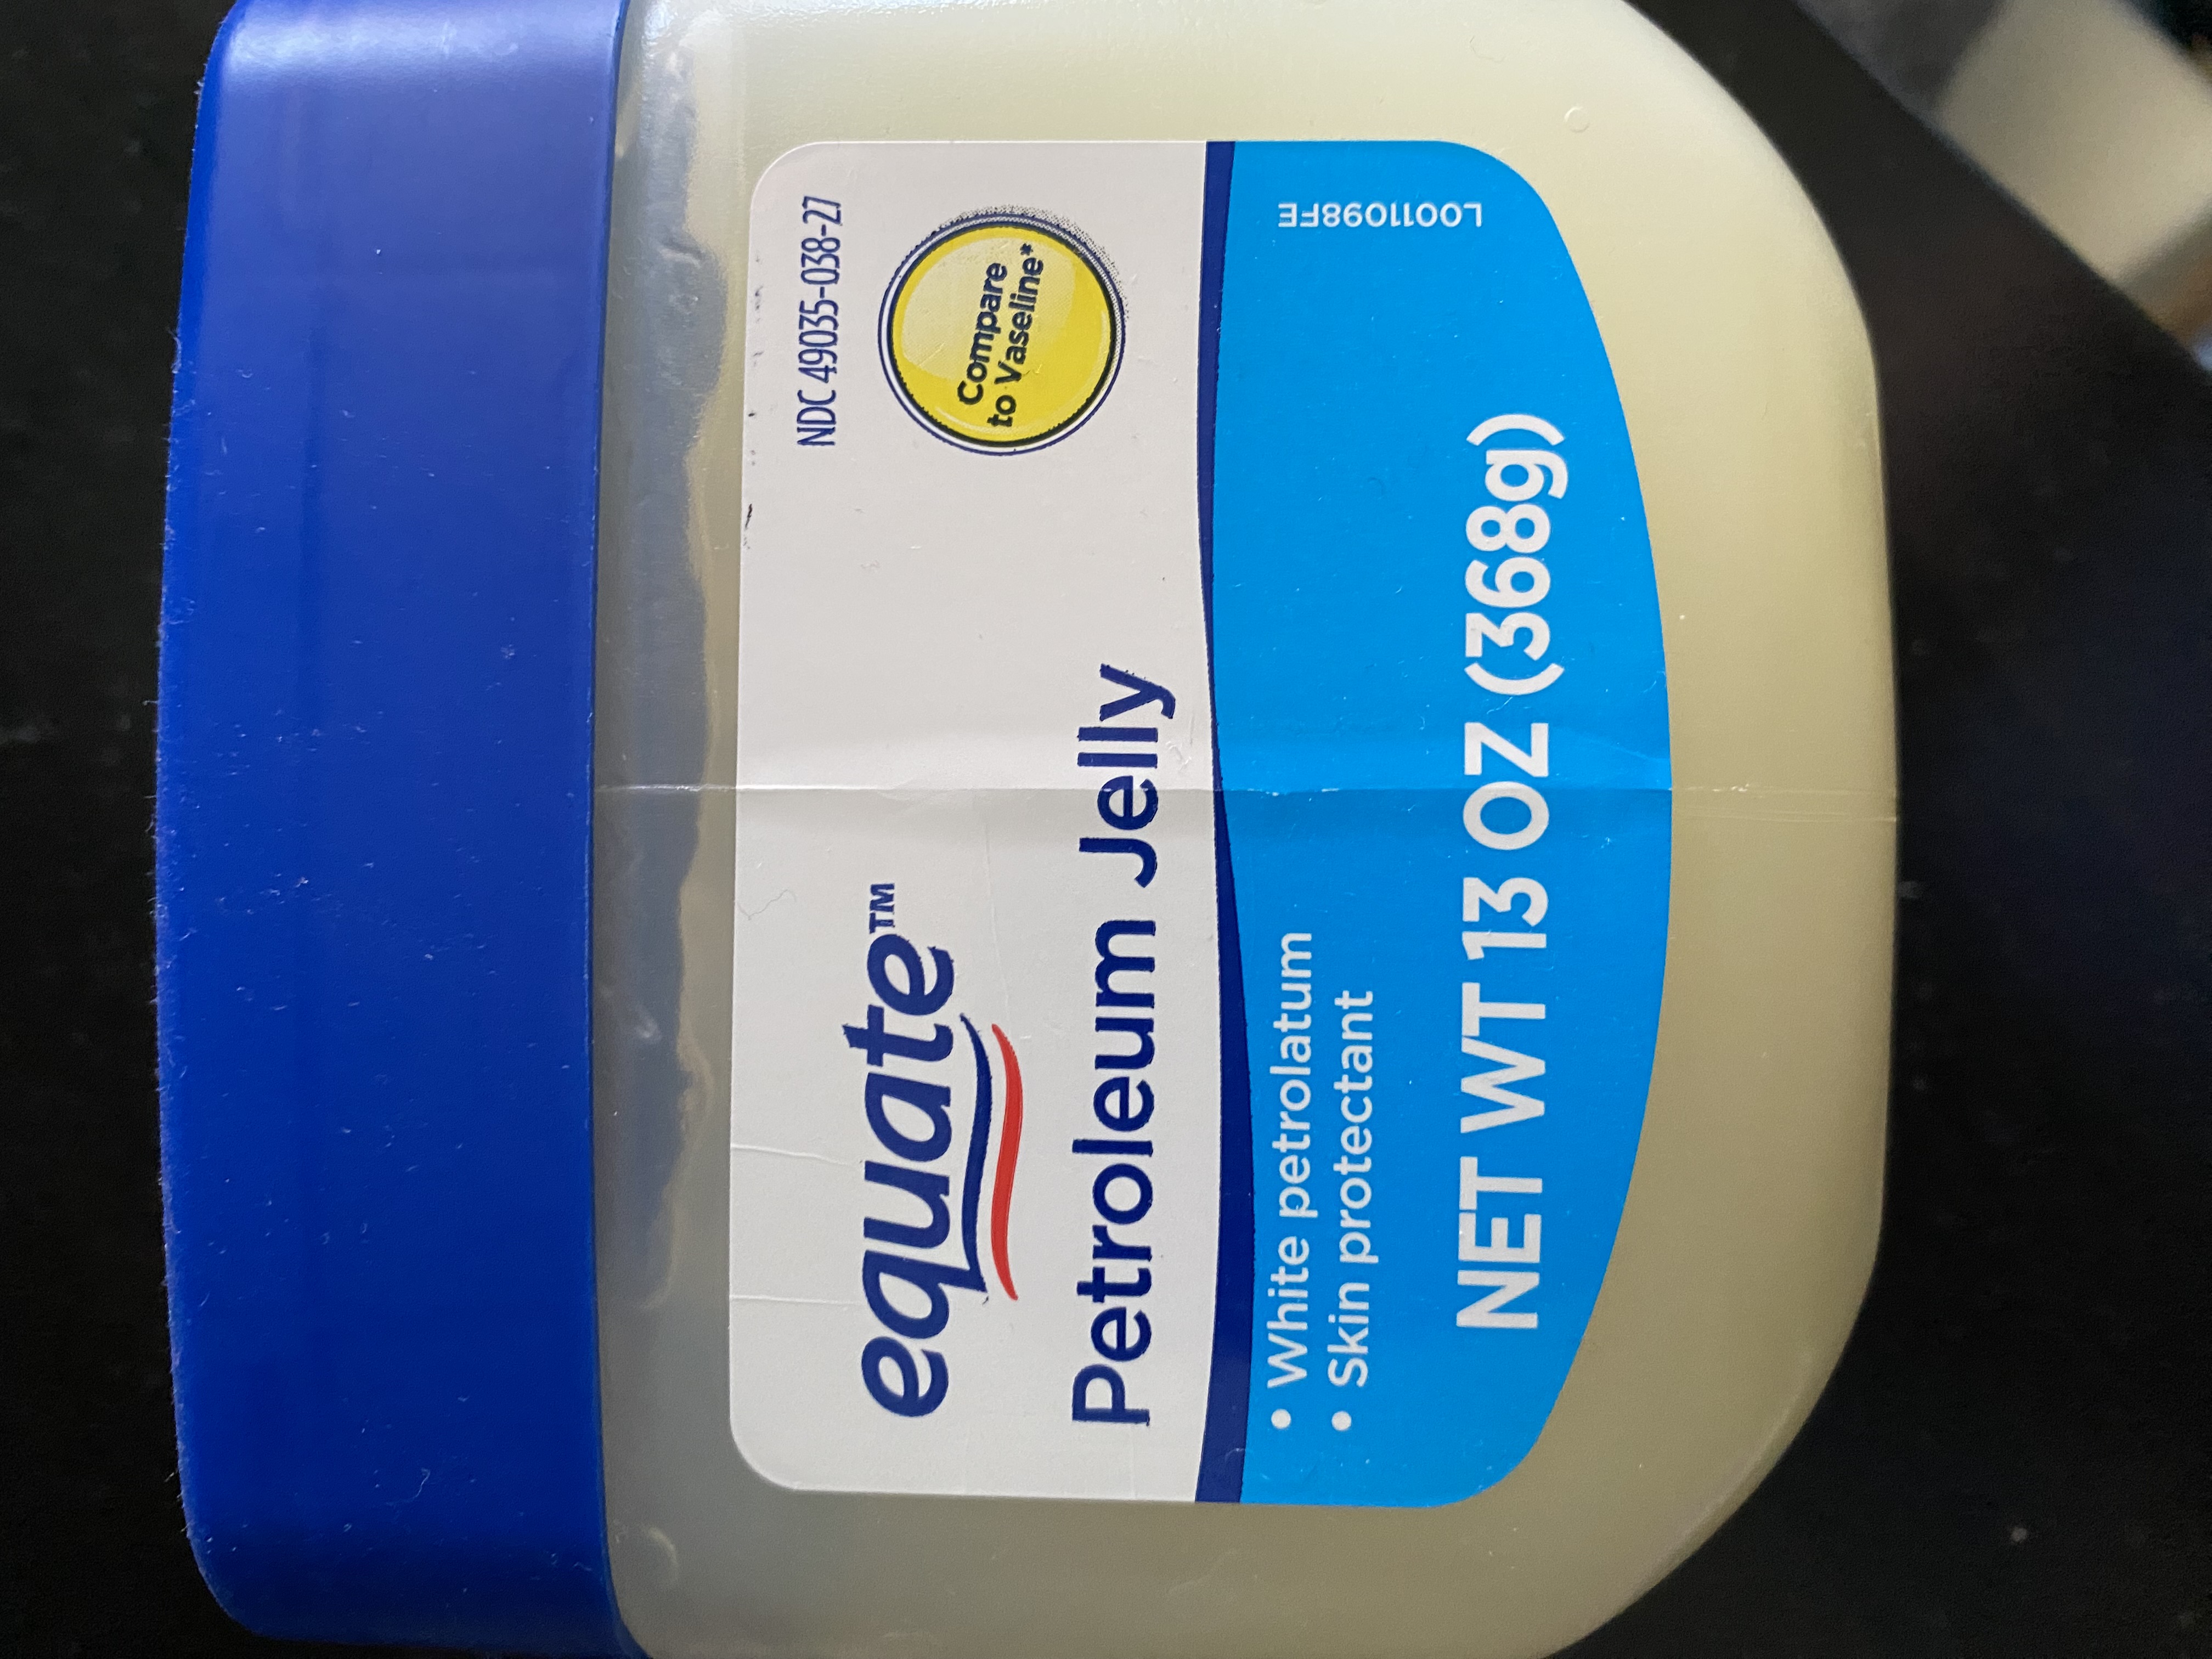 NDC 49035-038-27
equate™
Compare
to Vaseline*
Petroleum Jelly
• White petrolatum
• Skin protectant
L0011098FE
NET WT 13 OZ (368g)